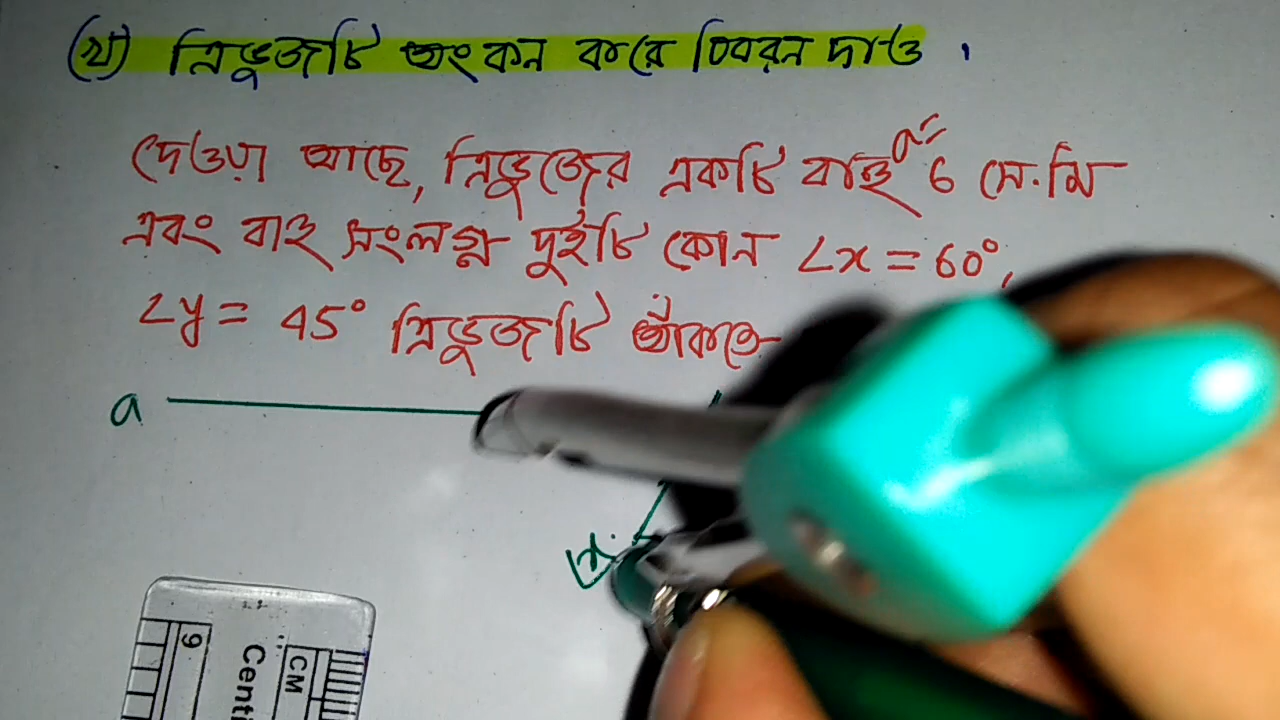 (খ) ত্রিভুজটি অংকন করে বিবরন দাও ।
দেওয়া আছে, ত্রিভুজের একটি বাহু a= 6 সে.মি
এবং বাহু সংলগ্ন দুইটি কোন ∠x = 60°,
∠y = 45° ত্রিভুজটি আঁকতে
a
∠x
9
Centi
CM